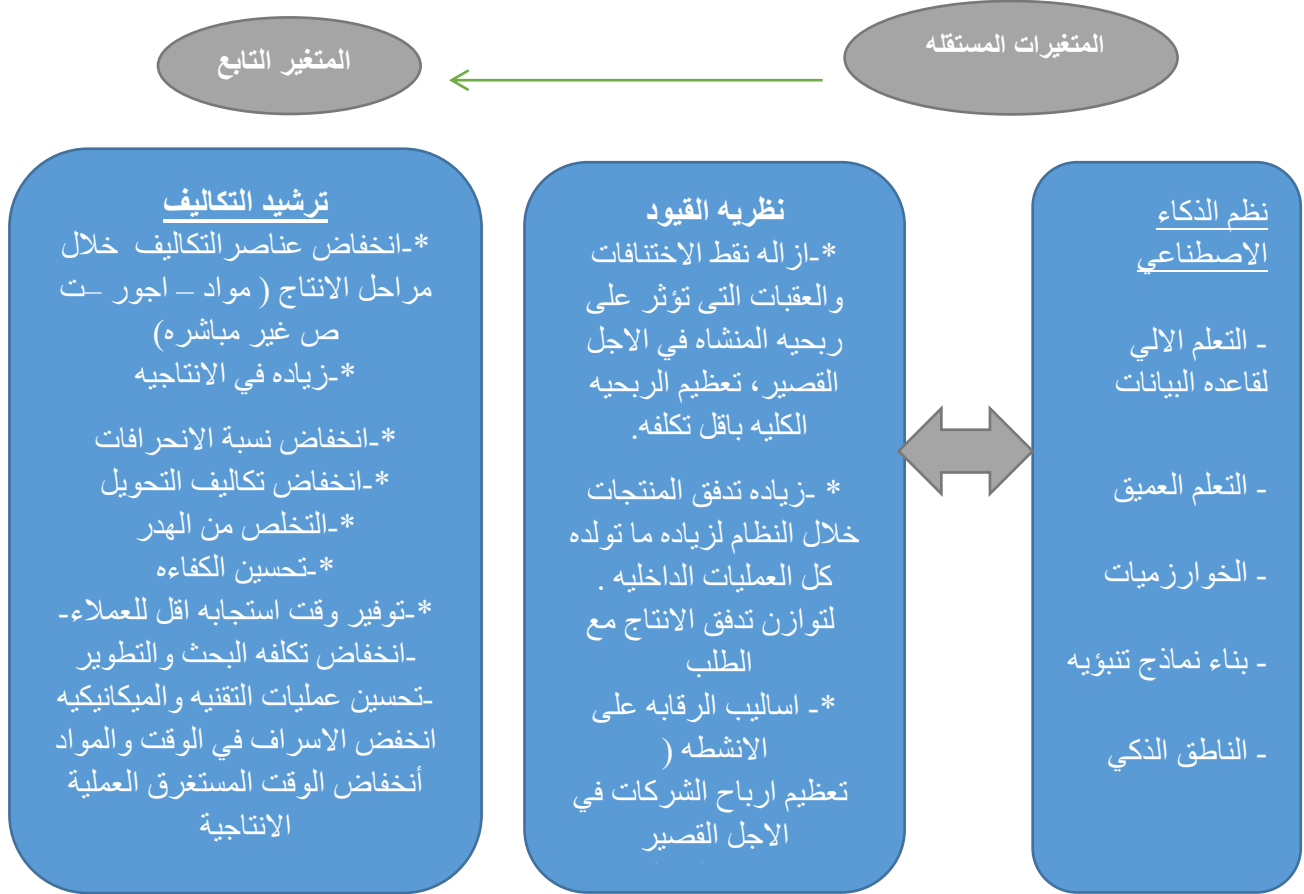 المتغيرات المستقله
المتغير التابع
نظم الذكاء
الاصطناعي
- التعلم الالي
لقاعده البيانات
- التعلم العميق
- الخوارزميات
- بناء نماذج تنبؤيه
- الناطق الذكي
نظريه القيود
*-ازاله نقط الاختناقات
والعقبات التى تؤثر على
ربحيه المنشاه في الاجل
القصير، تعظيم الربحيه
الكليه باقل تكلفه.
* -زياده تدفق المنتجات
خلال النظام لزياده ما تولده
كل العمليات الداخليه .
لتوازن تدفق الانتاج مع
الطلب
*- اساليب الرقابه على
الانشطه (
تعظيم ارباح الشركات في
الاجل القصير
ترشيد التكاليف
*-انخفاض عناصرالتكاليف خلال
مراحل الانتاج ( مواد – اجور –ت
ص غير مباشره)
*-زياده في الانتاجيه
*-انخفاض نسبة الانحرافات
*-انخفاض تكاليف التحويل
*-التخلص من الهدر
*-تحسين الكفاءه
*-توفير وقت استجابه اقل للعملاء-
-انخفاض تكلفه البحث والتطوير
-تحسين عمليات التقنيه والميكانيكيه
انخفض الاسراف في الوقت والمواد
أنخفاض الوقت المستغرق العملية
الانتاجية